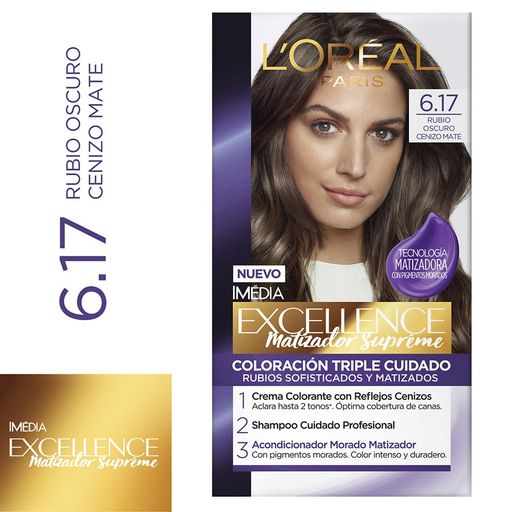 6.17
RUBIO OSCURO
CENIZO MATE
IMÉDIA
EXCELLENCE
Matizador Suprême
L'ORÉAL
PARIS
6.17
RUBIO
OSCURO
CENIZO MATE
TECNOLOGÍA
MATIZADORA
CON PIGMENTOS MORADOS
NUEVO
IMÉDIA
EXCELLENCE
Matizador Suprême
COLORACIÓN TRIPLE CUIDADO
RUBIOS SOFISTICADOS Y MATIZADOS
1 Crema Colorante con Reflejos Cenizos
Aclara hasta 2 tonos*. Óptima cobertura de canas.
2 Shampoo Cuidado Profesional
3 Acondicionador Morado Matizador
Con pigmentos morados. Color intenso y duradero.